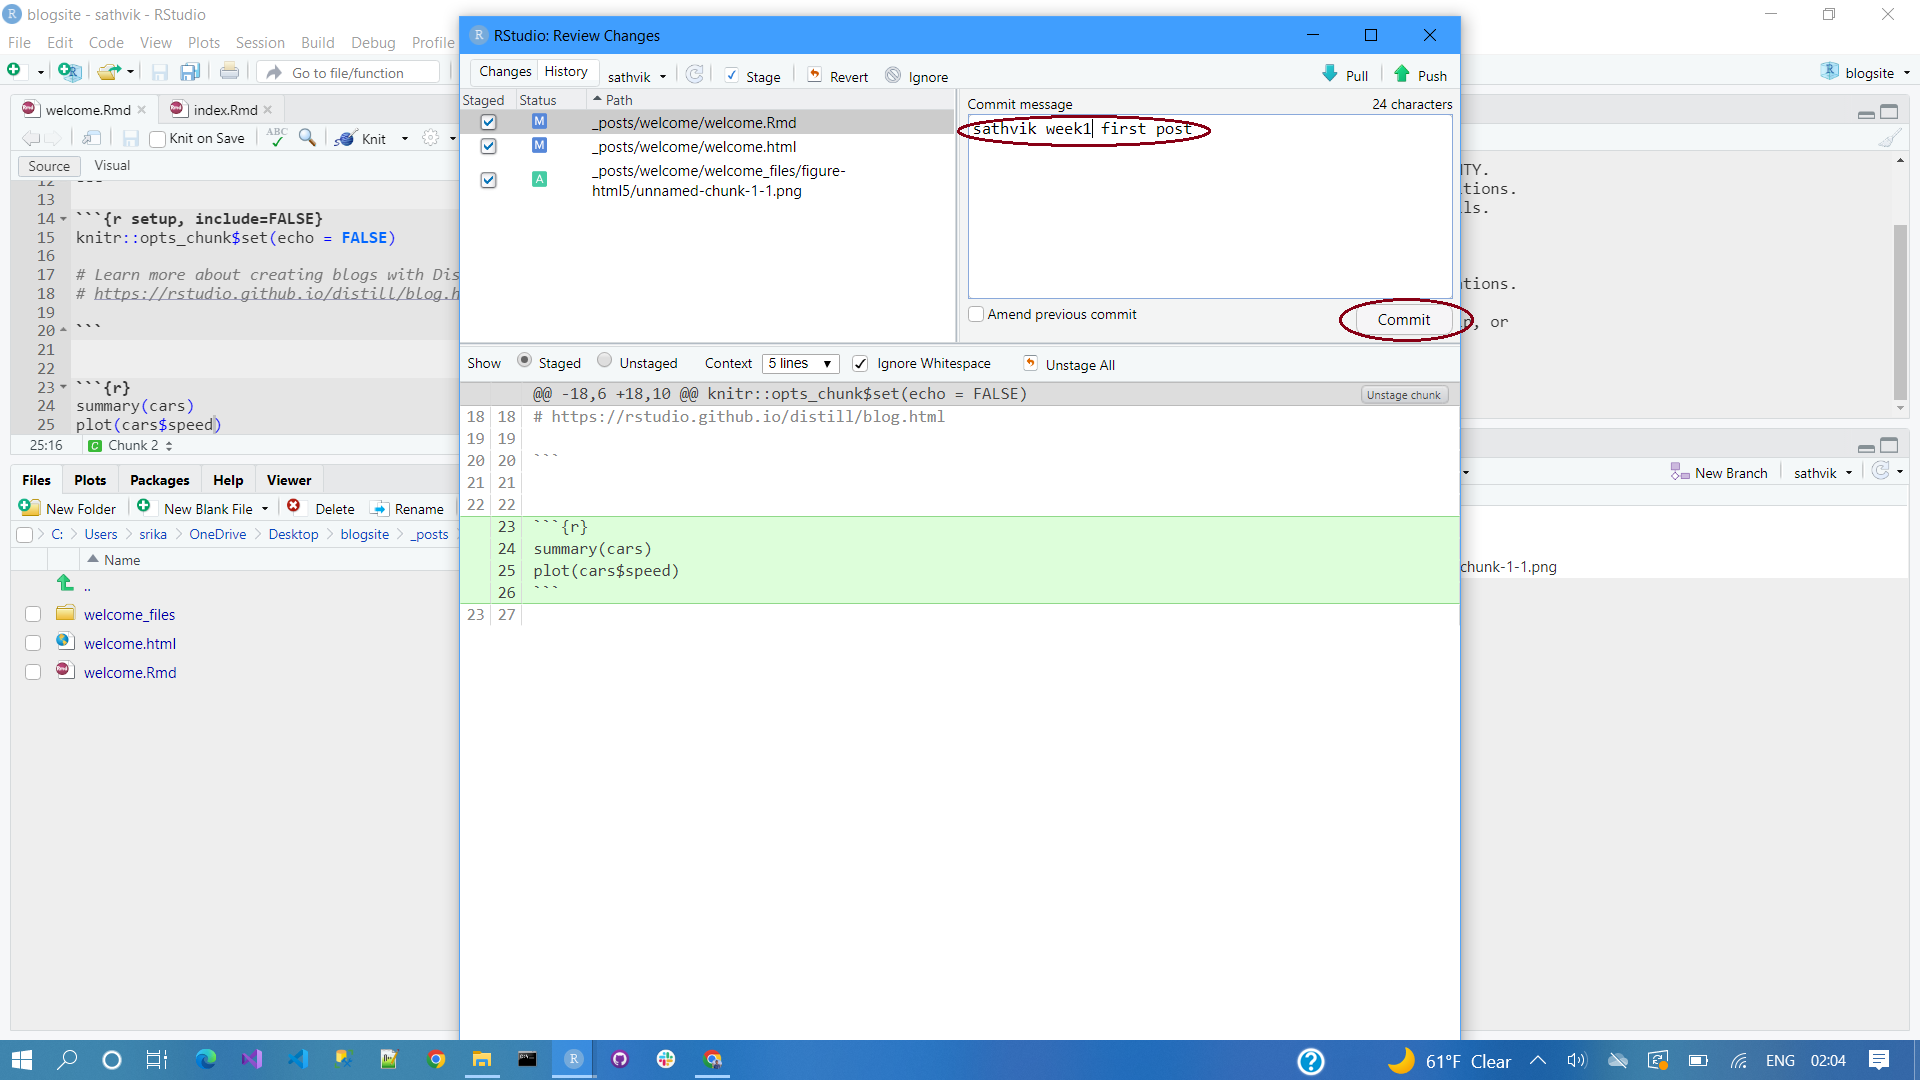 blogsite - sathvik - RStudio
File Edit Code View Plots Session Build Debug Profile
Go to file/function
blogsite
welcome.Rmd
index.Rmd
Knit on Save
ABC
Knit
Source
Visual
12 ---
13
14 ```{r setup, include=FALSE}
15 knitr::opts_chunk$set(echo = FALSE)
16
17 # Learn more about creating blogs with Dis
18 # https://rstudio.github.io/distill/blog.h
19
20 ```
21
22
23 ```{r}
24 summary(cars)
25 plot(cars$speed)
25:16 Chunk 2
Files Plots Packages Help Viewer
New Folder New Blank File Delete Rename
C: Users srika OneDrive Desktop blogsite _posts
Name
..
welcome_files
welcome.html
welcome.Rmd
RStudio: Review Changes
Changes History sathvik Stage Revert Ignore Pull Push
Staged Status Path
M _posts/welcome/welcome.Rmd
M _posts/welcome/welcome.html
A _posts/welcome/welcome_files/figure-
html5/unnamed-chunk-1-1.png
Commit message 24 characters
sathvik week1 first post
Amend previous commit
Commit
Show Staged Unstaged Context 5 lines Ignore Whitespace Unstage All
@@ -18,6 +18,10 @@ knitr::opts_chunk$set(echo = FALSE) Unstage chunk
18 18 # https://rstudio.github.io/distill/blog.html
19 19
20 20 ```
21 21
22 22
23 ```{r}
24 summary(cars)
25 plot(cars$speed)
26 ```
23 27
TY.
tions.
ls.
tions.
p, or
New Branch sathvik
chunk-1-1.png
61°F Clear
ENG
02:04